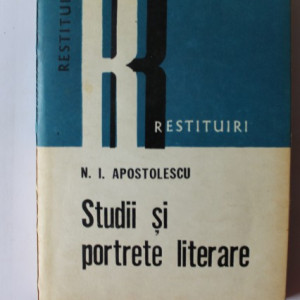 RESTITUIRI
R
RESTITUIRI
N. I. APOSTOLESCU
Studii și
portrete literare